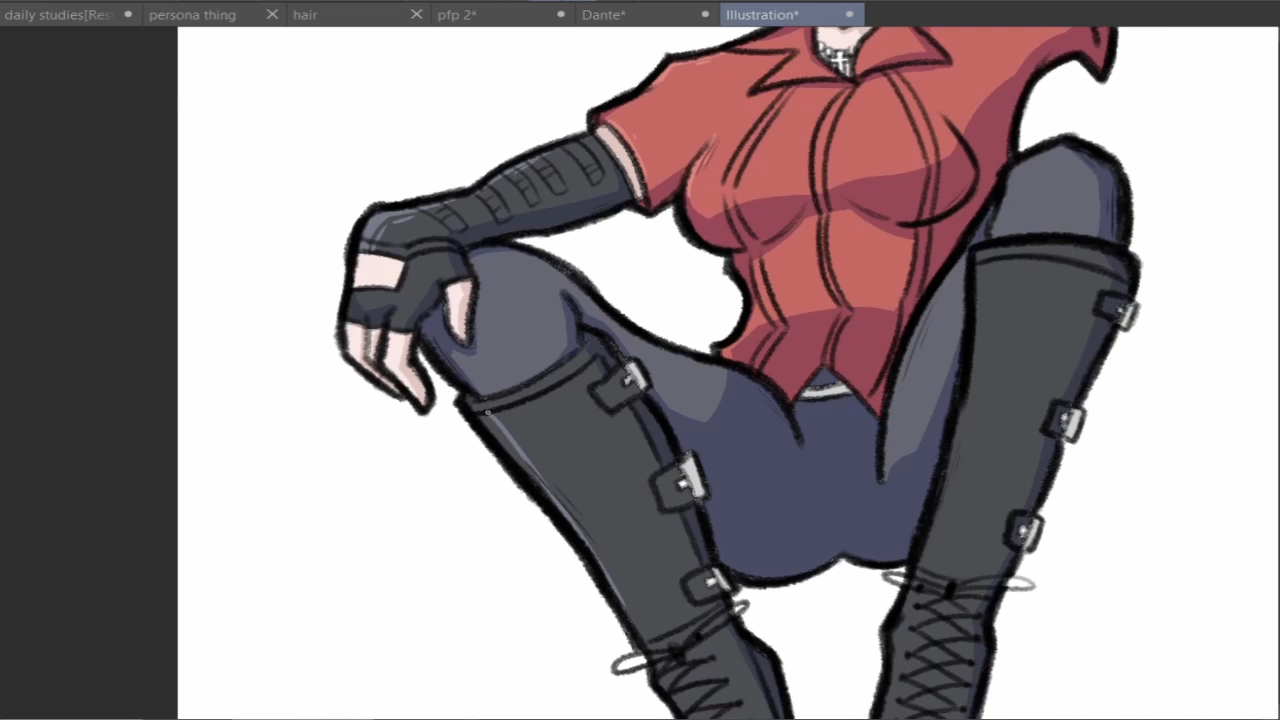 daily studies[Res
persona thing
hair
pfp 2*
Dante*
Illustration*